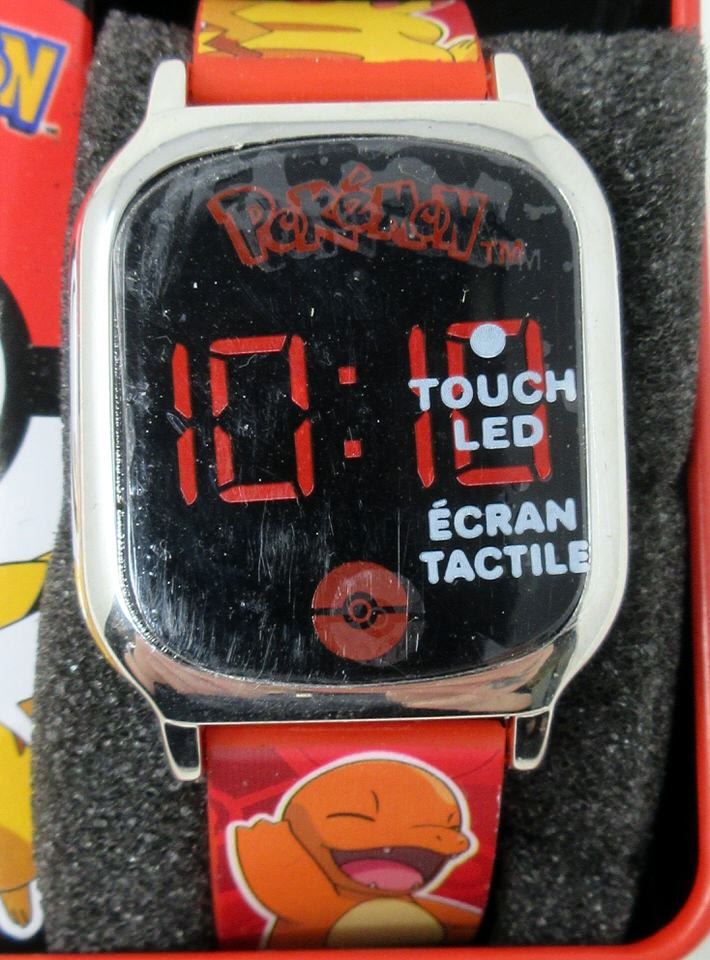 POKéMON™
10:10
TOUCH
LED
ÉCRAN
TACTILE